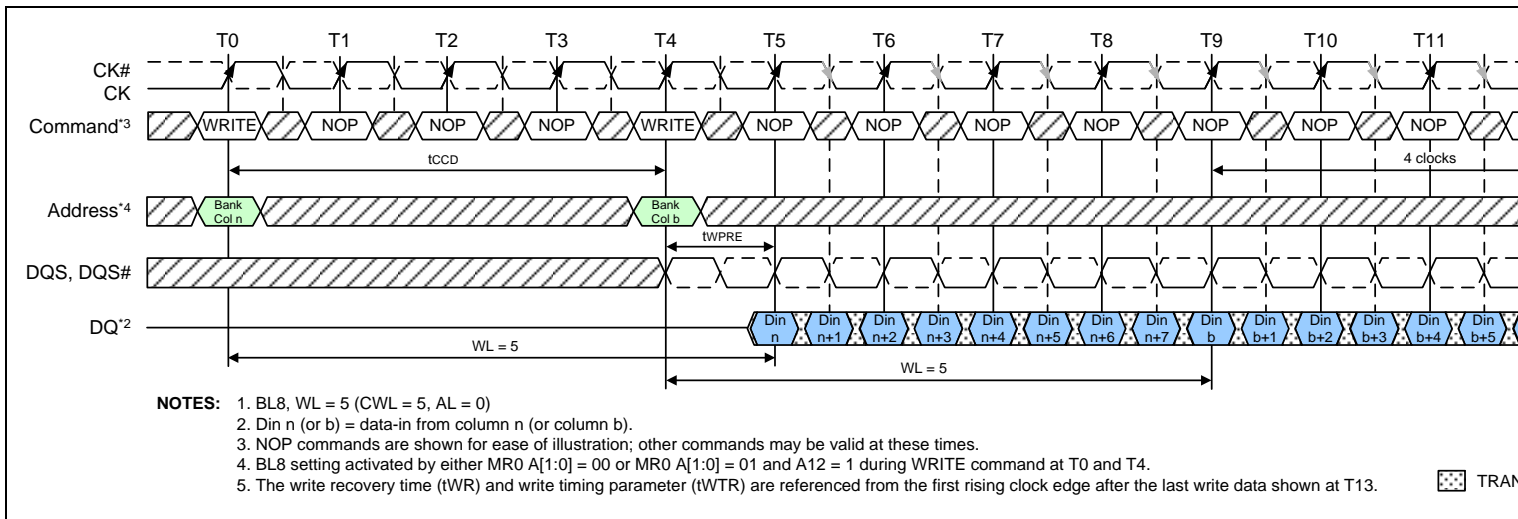 T0 T1 T2 T3 T4 T5 T6 T7 T8 T9 T10 T11
CK#
CK
Command*3 WRITE NOP NOP NOP WRITE NOP NOP NOP NOP NOP NOP NOP
tCCD 4 clocks
Address*4 Bank Col n Bank Col b
tWPRE
DQS, DQS#
DQ*2 Din n Din n+1 Din n+2 Din n+3 Din n+4 Din n+5 Din n+6 Din n+7 Din b Din b+1 Din b+2 Din b+3 Din b+4 Din b+5
WL = 5
WL = 5
NOTES: 1. BL8, WL = 5 (CWL = 5, AL = 0)
2. Din n (or b) = data-in from column n (or column b).
3. NOP commands are shown for ease of illustration; other commands may be valid at these times.
4. BL8 setting activated by either MR0 A[1:0] = 00 or MR0 A[1:0] = 01 and A12 = 1 during WRITE command at T0 and T4.
5. The write recovery time (tWR) and write timing parameter (tWTR) are referenced from the first rising clock edge after the last write data shown at T13.
TRAN